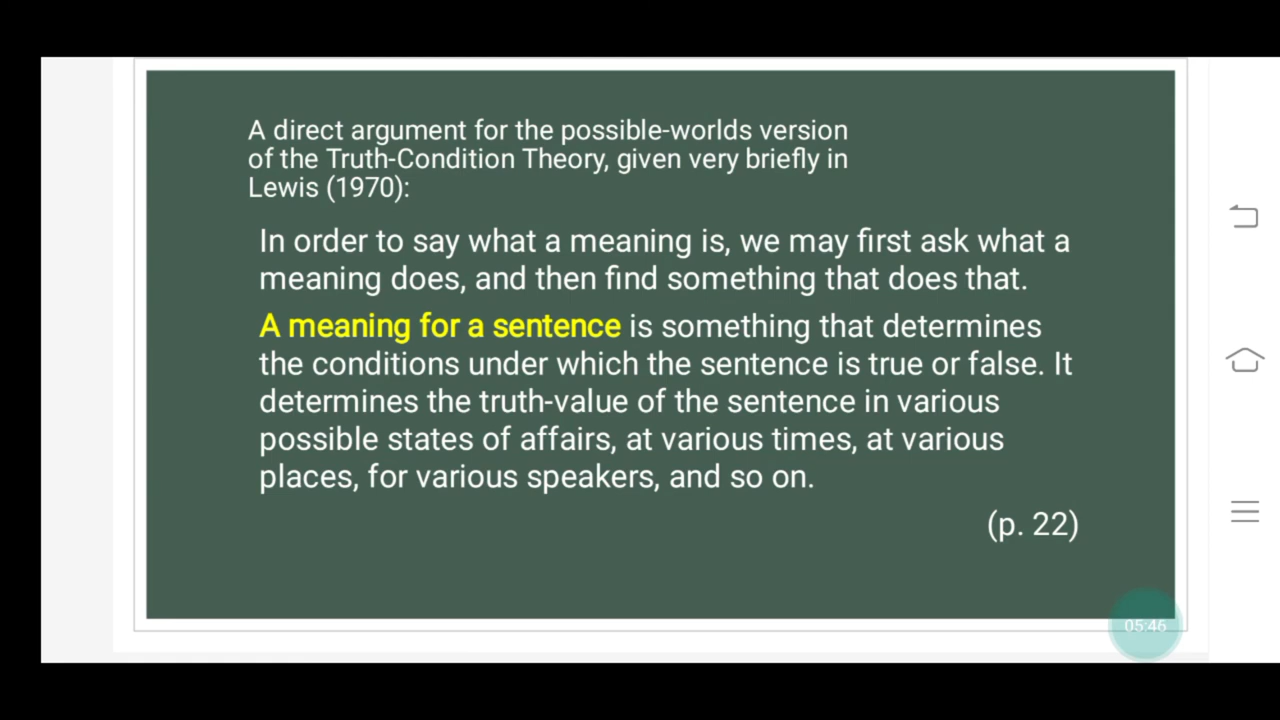 A direct argument for the possible-worlds version
of the Truth-Condition Theory, given very briefly in
Lewis (1970):
In order to say what a meaning is, we may first ask what a
meaning does, and then find something that does that.
A meaning for a sentence is something that determines
the conditions under which the sentence is true or false. It
determines the truth-value of the sentence in various
possible states of affairs, at various times, at various
places, for various speakers, and so on.
(p. 22)
05:46